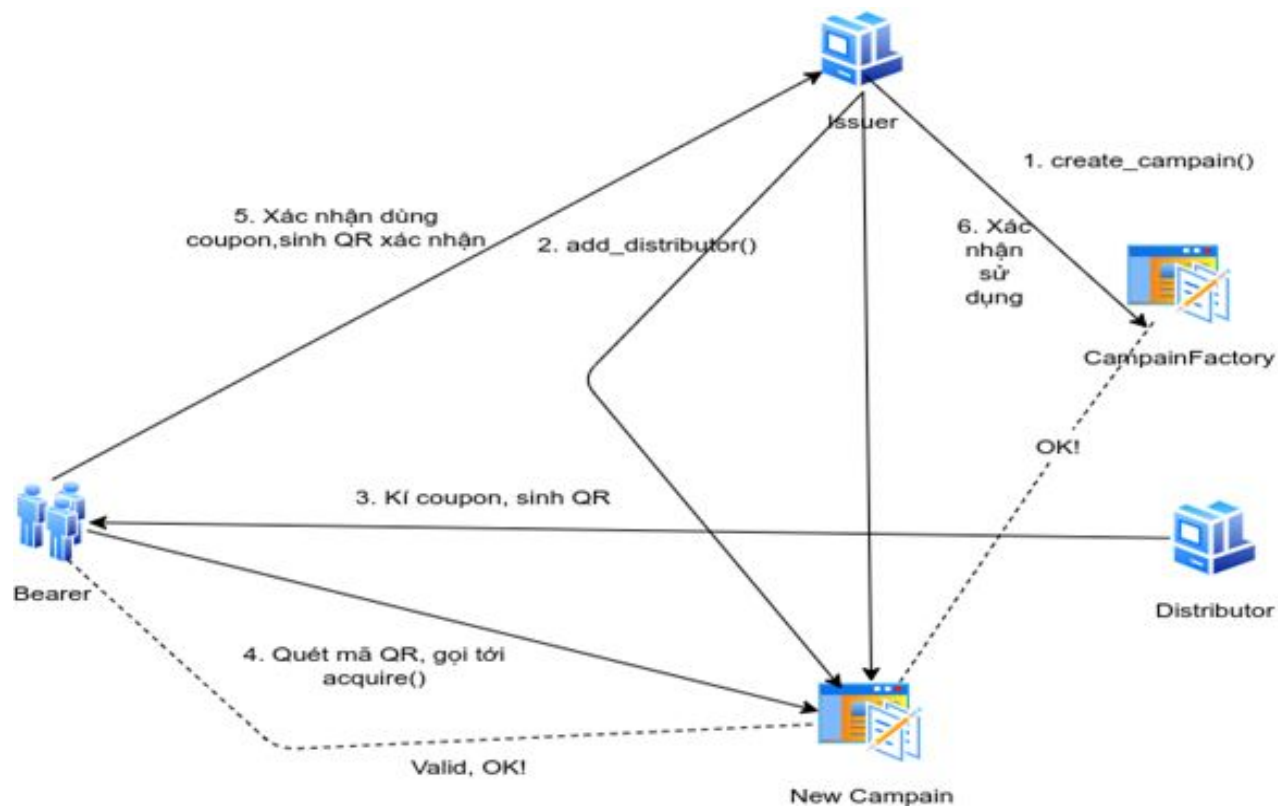 Issuer
1. create_campain()
5. Xác nhận dùng
coupon,sinh QR xác nhận
2. add_distributor()
6. Xác
nhận
sử
dụng
CampainFactory
OK!
3. Kí coupon, sinh QR
Bearer
Distributor
4. Quét mã QR, gọi tới
acquire()
Valid, OK!
New Campain